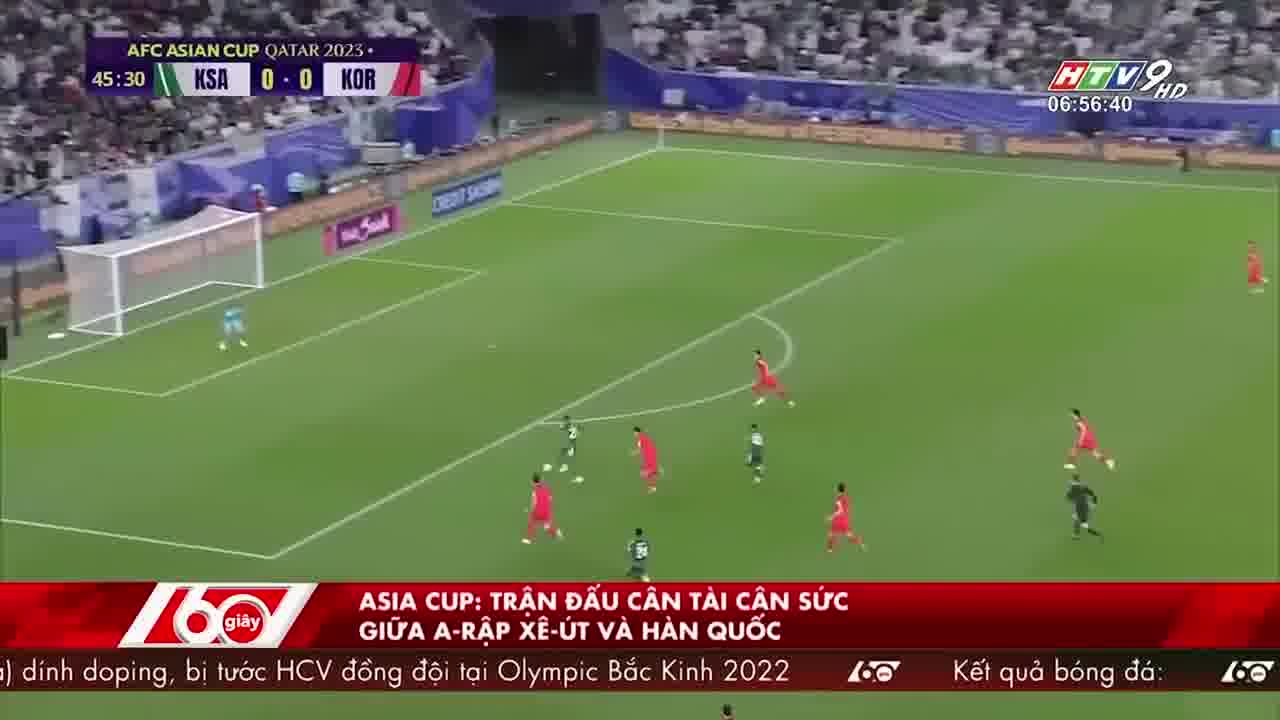 AFC ASIAN CUP QATAR 2023
45:30 KSA 0 - 0 KOR
HTV9 HD
06:56:40
60 giây
ASIA CUP: TRẬN ĐẤU CÂN TÀI CÂN SỨC
GIỮA A-RẬP XÊ-ÚT VÀ HÀN QUỐC
) dính doping, bị tước HCV đồng đội tại Olympic Bắc Kinh 2022 60 Kết quả bóng đá: 60